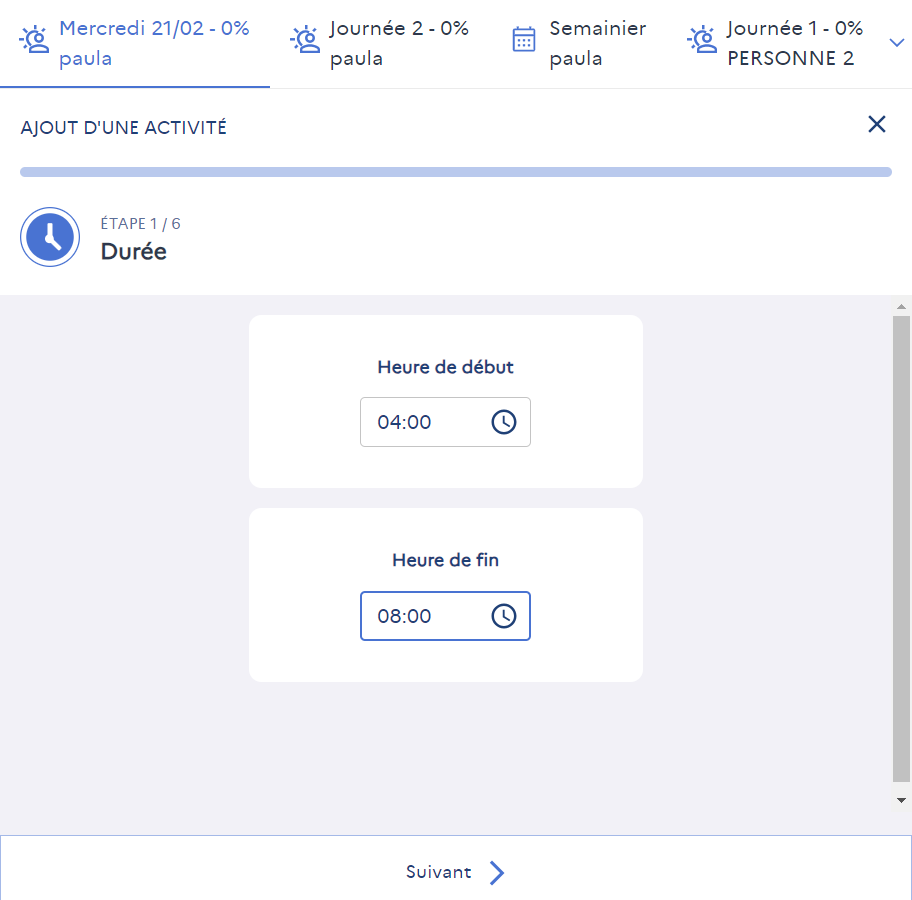 Mercredi 21/02 - 0%
paula
Journée 2 - 0%
paula
Semainier
paula
Journée 1 - 0%
PERSONNE 2
AJOUT D'UNE ACTIVITÉ
ÉTAPE 1 / 6
Durée
Heure de début
04:00
Heure de fin
08:00
Suivant